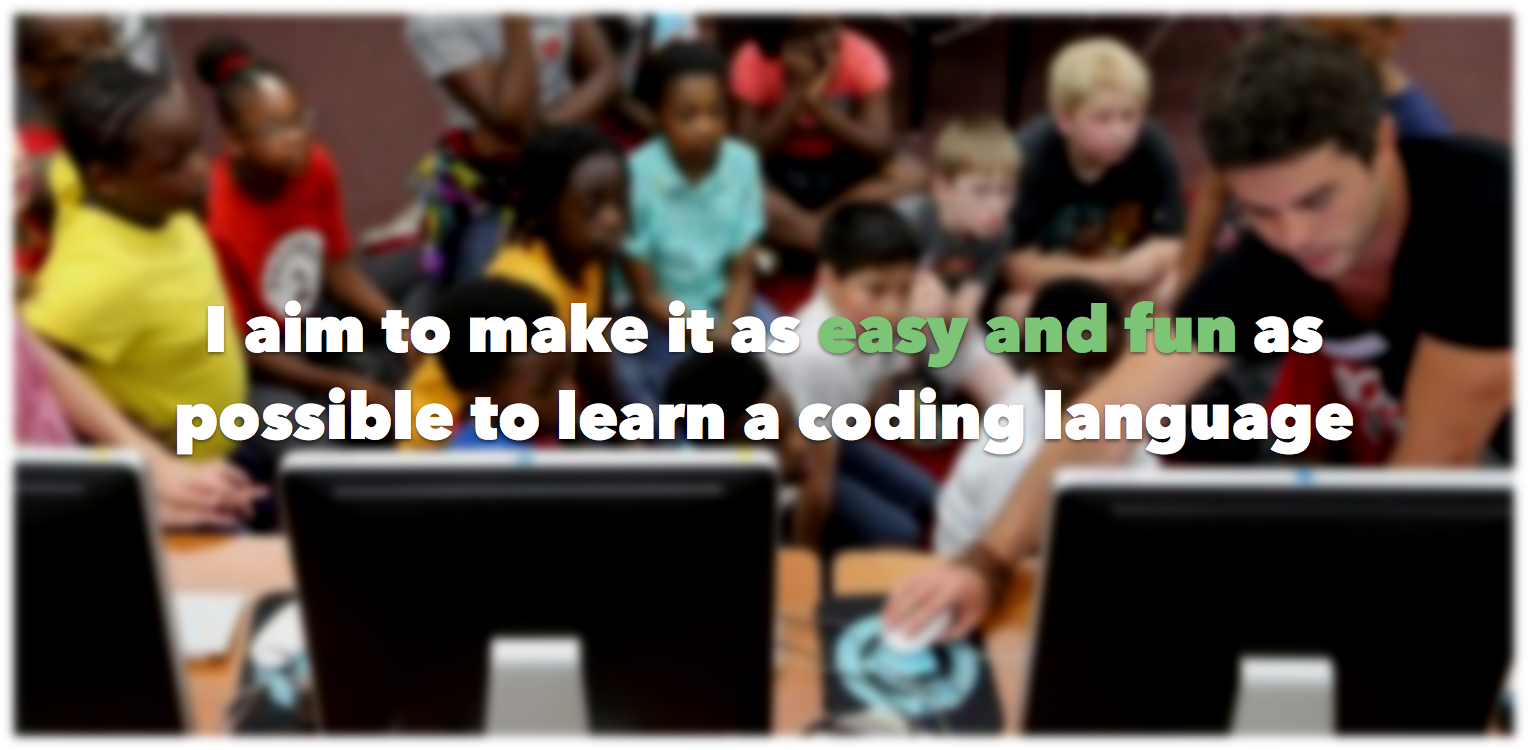 I aim to make it as easy and fun as
possible to learn a coding language